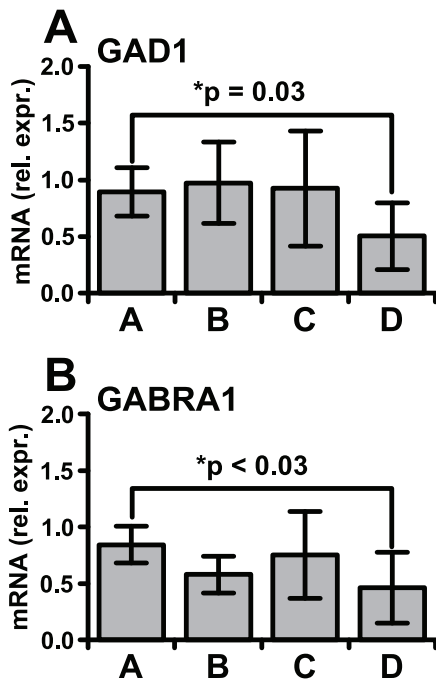 A
GAD1
2.0
*p = 0.03
1.5
1.0
0.5
0.0
mRNA (rel. expr.)
A B C D
B
GABRA1
2.0
*p < 0.03
1.5
1.0
0.5
0.0
mRNA (rel. expr.)
A B C D